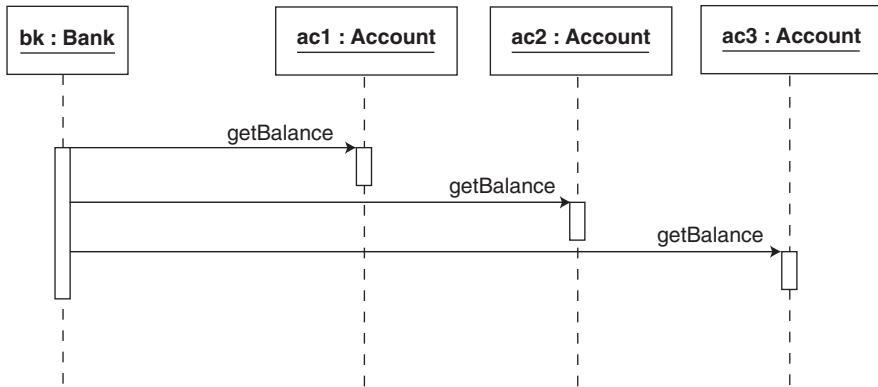 bk : Bank
ac1 : Account
ac2 : Account
ac3 : Account
getBalance
getBalance
getBalance